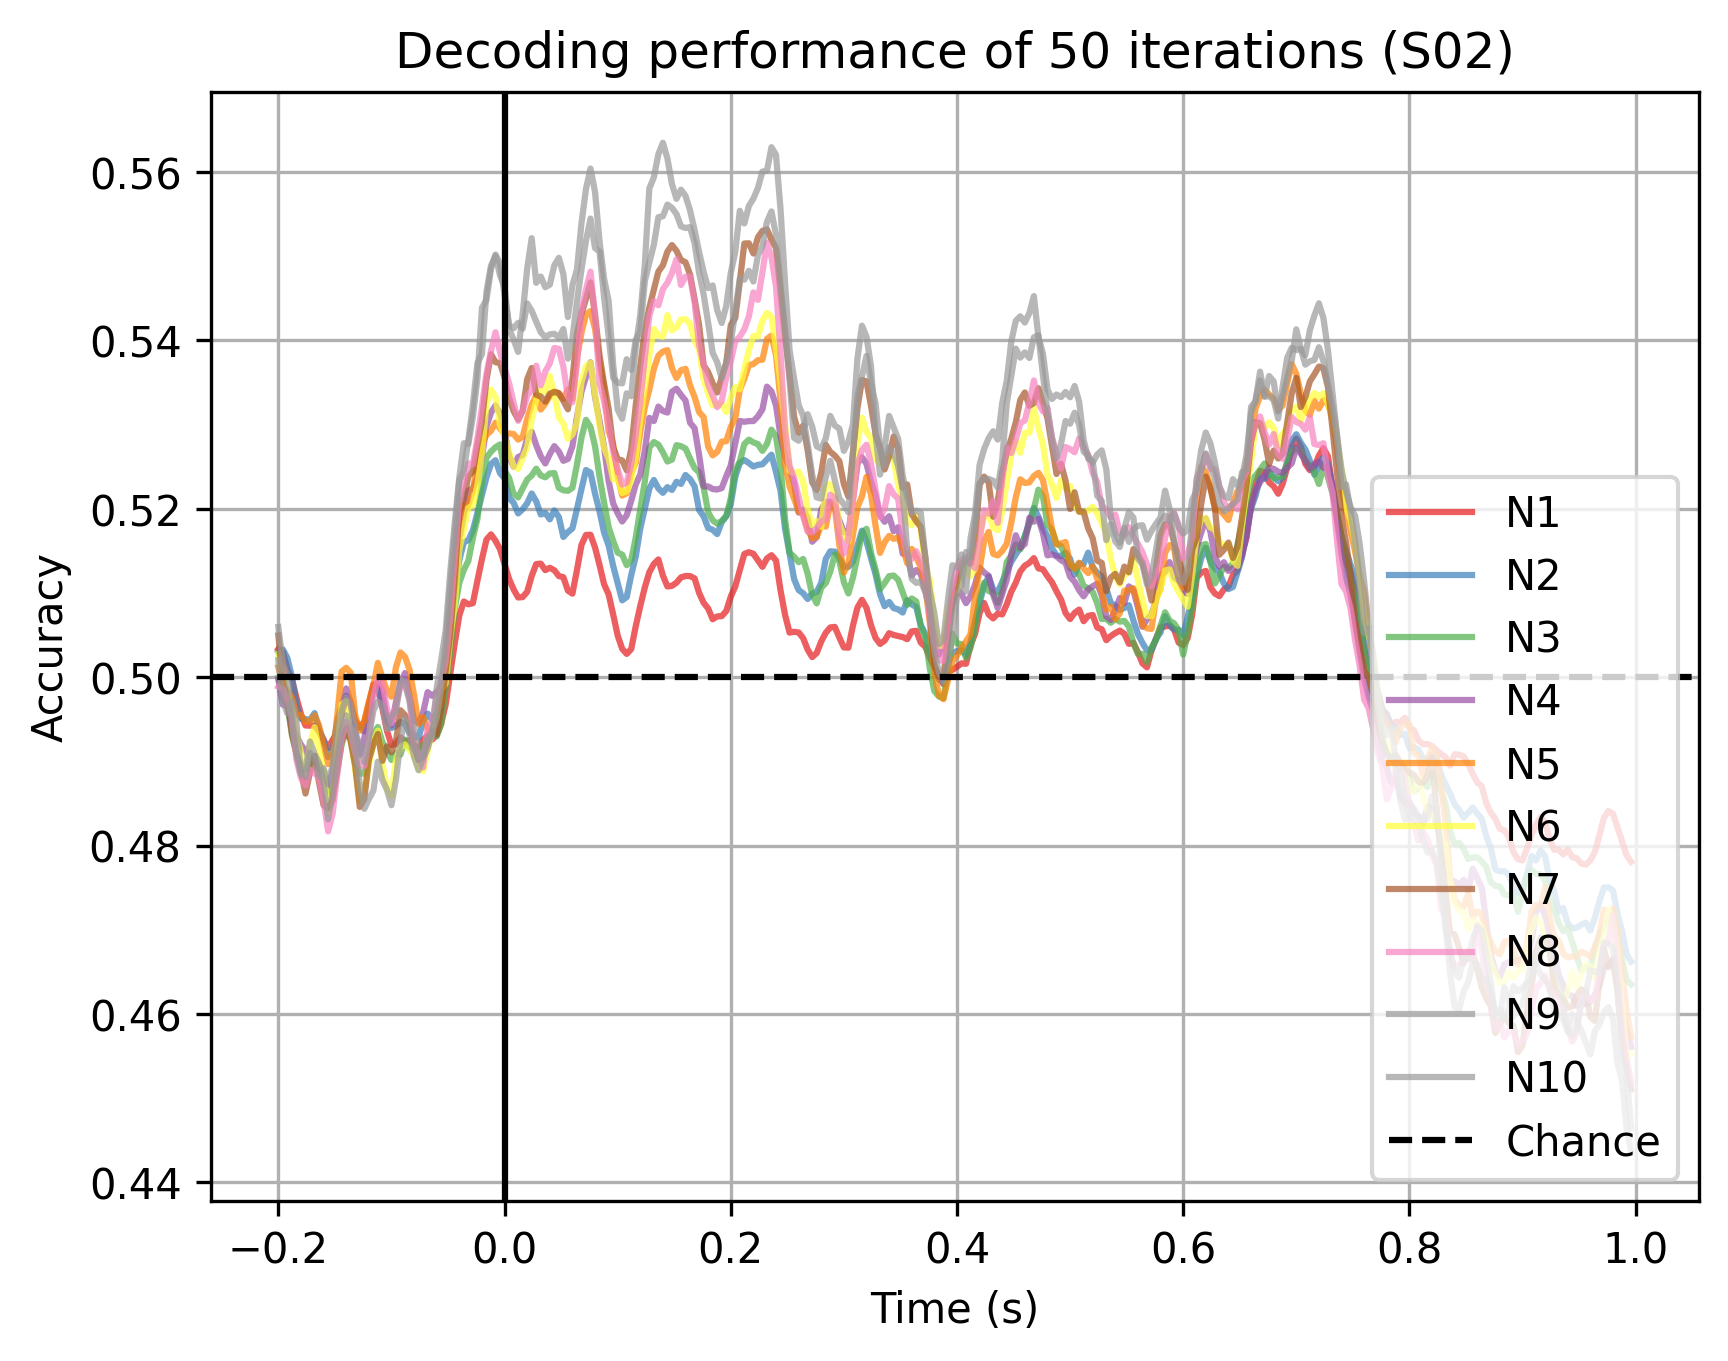 Decoding performance of 50 iterations (S02)
Accuracy
0.56
0.54
0.52
0.50
0.48
0.46
0.44
−0.2
0.0
0.2
0.4
0.6
0.8
1.0
Time (s)
N1
N2
N3
N4
N5
N6
N7
N8
N9
N10
Chance